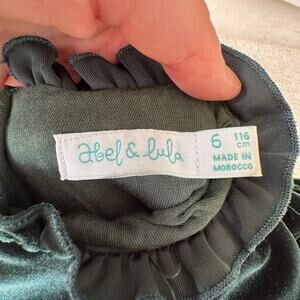 abel & lula
6 116 cm
MADE IN
MOROCCO